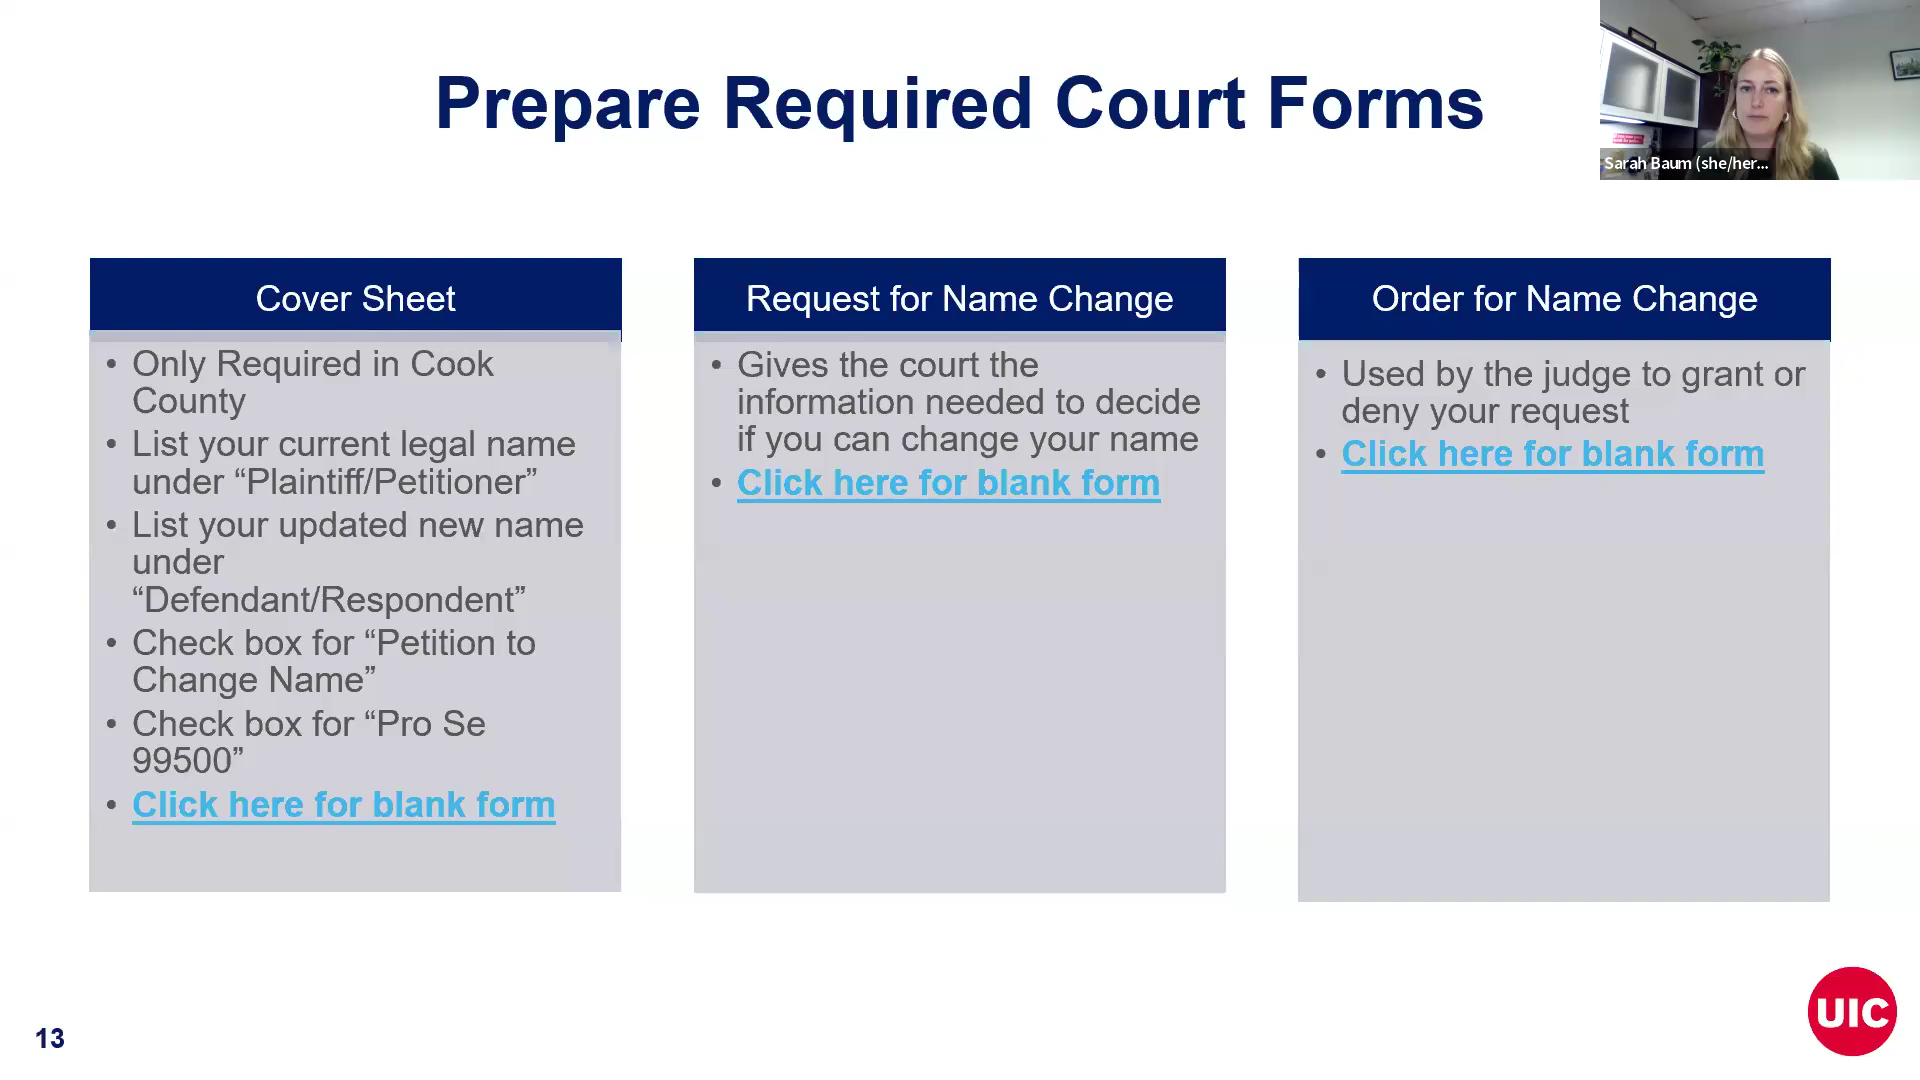 Prepare Required Court Forms
Sarah Baum (she/her...
Cover Sheet
• Only Required in Cook
County
• List your current legal name
under “Plaintiff/Petitioner”
• List your updated new name
under
“Defendant/Respondent”
• Check box for “Petition to
Change Name”
• Check box for “Pro Se
99500”
• Click here for blank form
Request for Name Change
• Gives the court the
information needed to decide
if you can change your name
• Click here for blank form
Order for Name Change
• Used by the judge to grant or
deny your request
• Click here for blank form
13
UIC